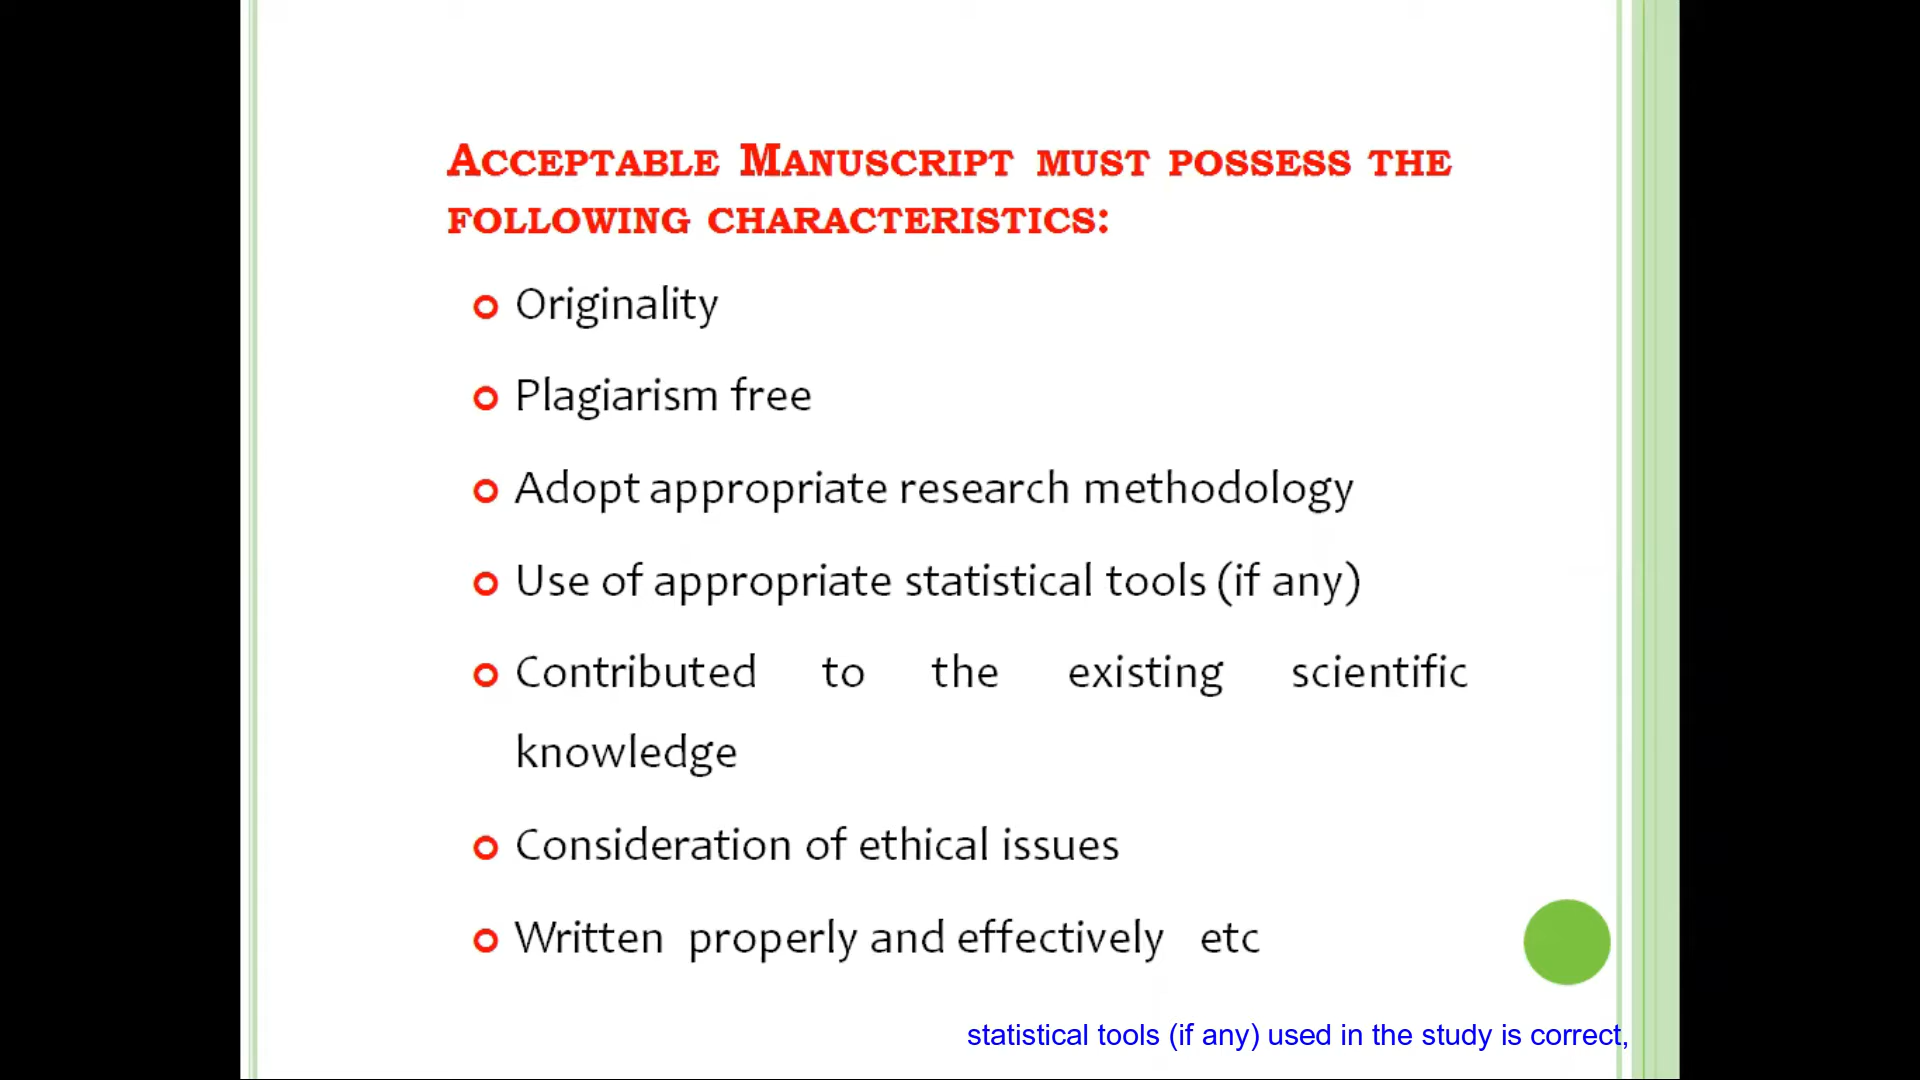 Acceptable Manuscript must possess the
following characteristics:
Originality
Plagiarism free
Adopt appropriate research methodology
Use of appropriate statistical tools (if any)
Contributed to the existing scientific
knowledge
Consideration of ethical issues
Written properly and effectively etc
statistical tools (if any) used in the study is correct,